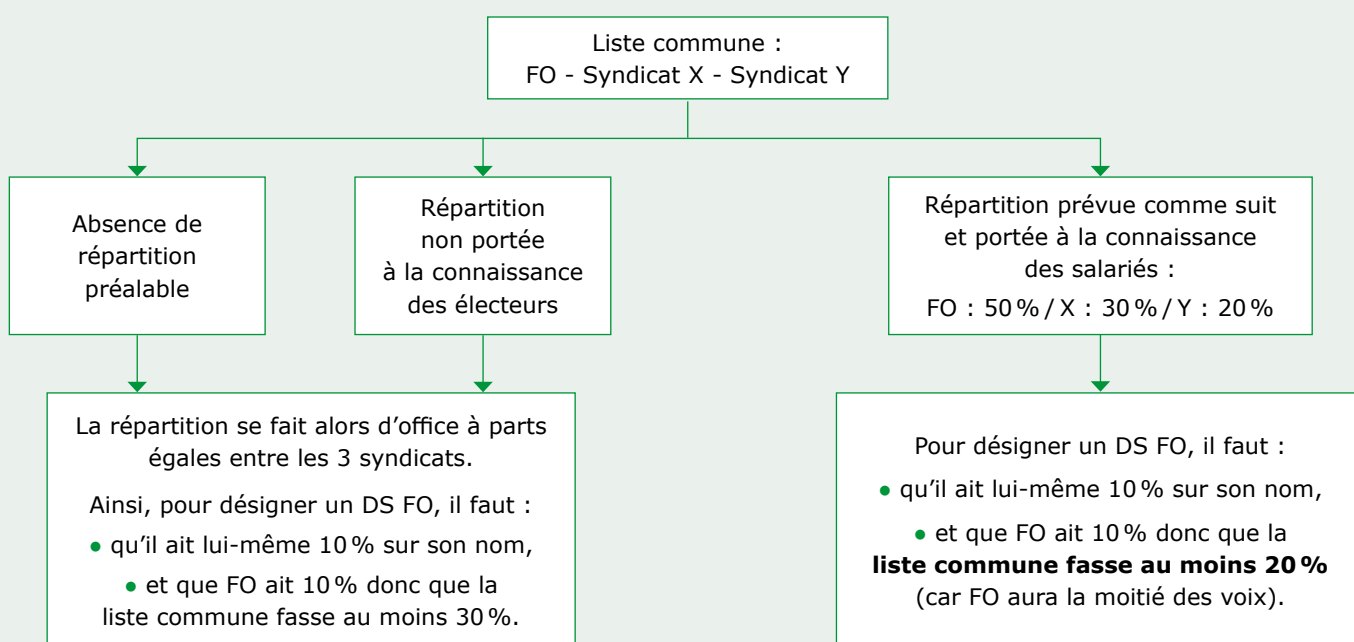 Liste commune :
FO - Syndicat X - Syndicat Y
Absence de
répartition
préalable
Répartition
non portée
à la connaissance
des électeurs
Répartition prévue comme suit
et portée à la connaissance
des salariés :
FO : 50 % / X : 30 % / Y : 20 %
La répartition se fait alors d’office à parts
égales entre les 3 syndicats.
Ainsi, pour désigner un DS FO, il faut :
• qu’il ait lui-même 10 % sur son nom,
• et que FO ait 10 % donc que la
liste commune fasse au moins 30 %.
Pour désigner un DS FO, il faut :
• qu’il ait lui-même 10 % sur son nom,
• et que FO ait 10 % donc que la
liste commune fasse au moins 20 %
(car FO aura la moitié des voix).